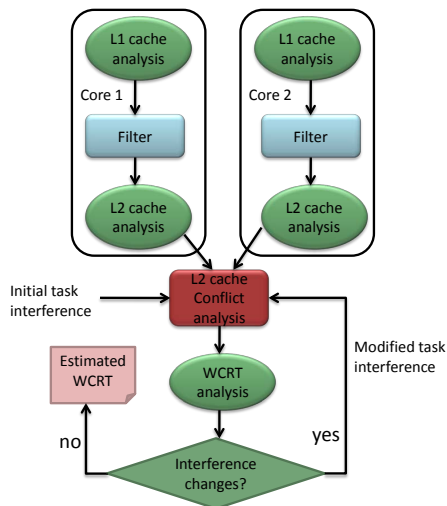 L1 cache
analysis
L1 cache
analysis
Core 1
Core 2
Filter
Filter
L2 cache
analysis
L2 cache
analysis
L2 cache
Conflict
analysis
Initial task
interference
Modified task
interference
Estimated
WCRT
WCRT
analysis
no
yes
Interference
changes?